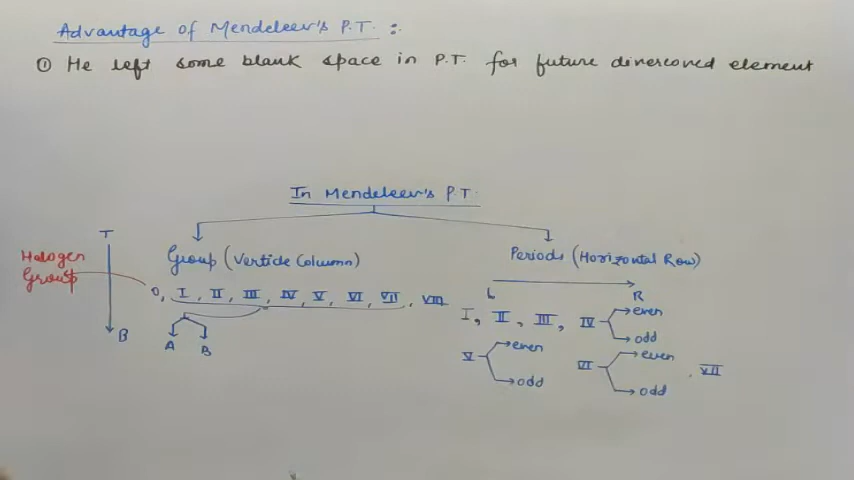 Advantage of Mendeleev's P.T. :
① He left some blank space in P.T. for future dinercoved element
In Mendeleev's P.T.
T
Halogen
Group
Group (Verticle Column)
Periods (Horizontal Row)
L
R
0, I, II, III, IV, V, VI, VII, VIII
I, II, III, IV
even
odd
B
A
B
V
even
odd
VI
even
odd
, VII